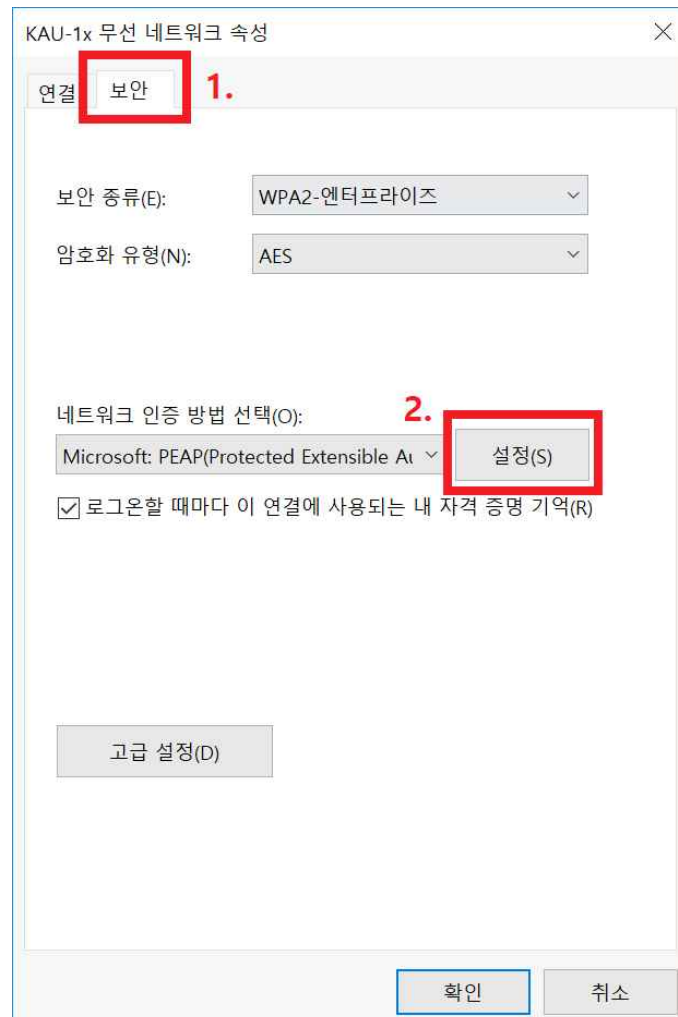 KAU-1x 무선 네트워크 속성
연결 보안 1.
보안 종류(E): WPA2-엔터프라이즈
암호화 유형(N): AES
네트워크 인증 방법 선택(O): 2.
Microsoft: PEAP(Protected Extensible Au 설정(S)
로그온할 때마다 이 연결에 사용되는 내 자격 증명 기억(R)
고급 설정(D)
확인 취소